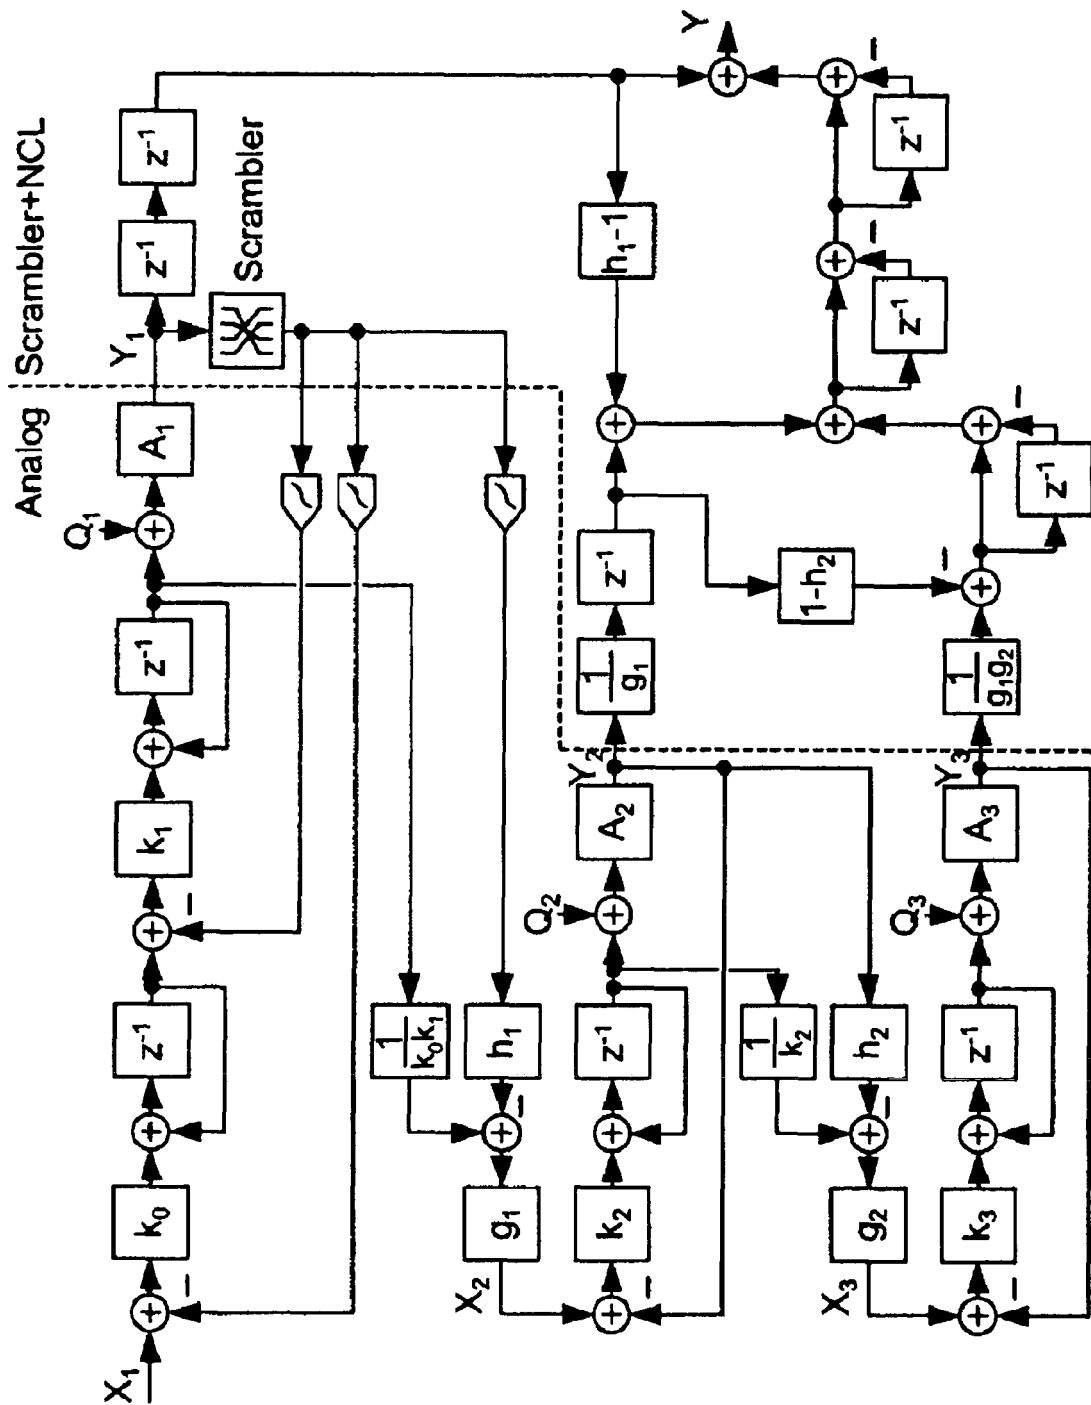 Analog
Scrambler+NCL
X₁
k₀
z⁻¹
k₁
z⁻¹
Q₁
A₁
Y₁
z⁻¹
z⁻¹
Scrambler
1/k₀k₁
h₁
g₁
X₂
k₂
z⁻¹
Q₂
A₂
Y₂
1/g₁
z⁻¹
h₁-1
Y
1/k₂
h₂
g₂
1-h₂
z⁻¹
z⁻¹
X₃
k₃
z⁻¹
Q₃
A₃
Y₃
1/g₁g₂
z⁻¹